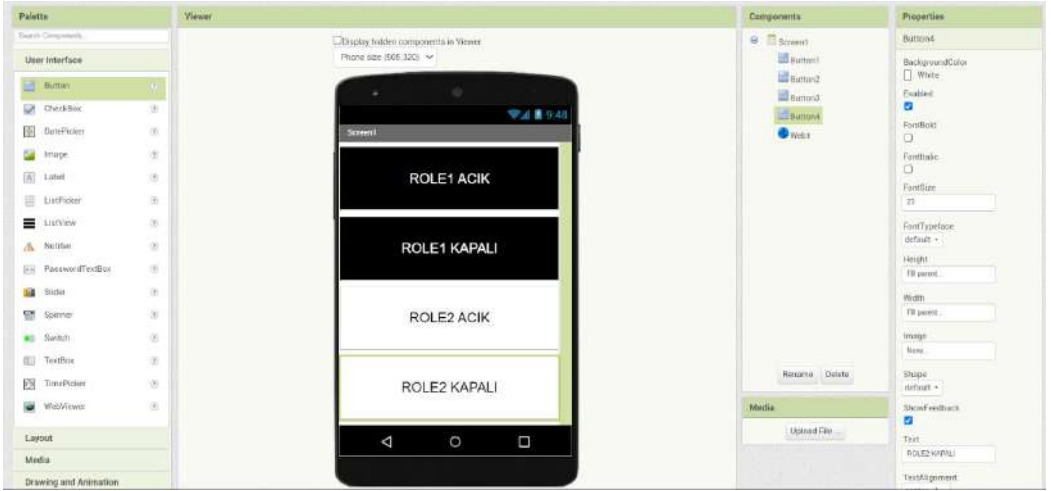 Palette
Search Components...
User Interface
Button
CheckBox
DatePicker
Image
Label
ListPicker
ListView
Notifier
PasswordTextBox
Slider
Spinner
Switch
TextBox
TimePicker
WebViewer
Layout
Media
Drawing and Animation
Viewer
Display hidden components in Viewer
Phone size (505,320)
9:48
Screen1
ROLE1 ACIK
ROLE1 KAPALI
ROLE2 ACIK
ROLE2 KAPALI
Components
Screen1
Button1
Button2
Button3
Button4
Web1
Rename Delete
Media
Upload File ...
Properties
Button4
BackgroundColor
White
Enabled
FontBold
FontItalic
FontSize
FontTypeface
default
Height
Fill parent...
Width
Fill parent...
Image
None...
Shape
default
ShowFeedback
Text
ROLE2 KAPALI
TextAlignment